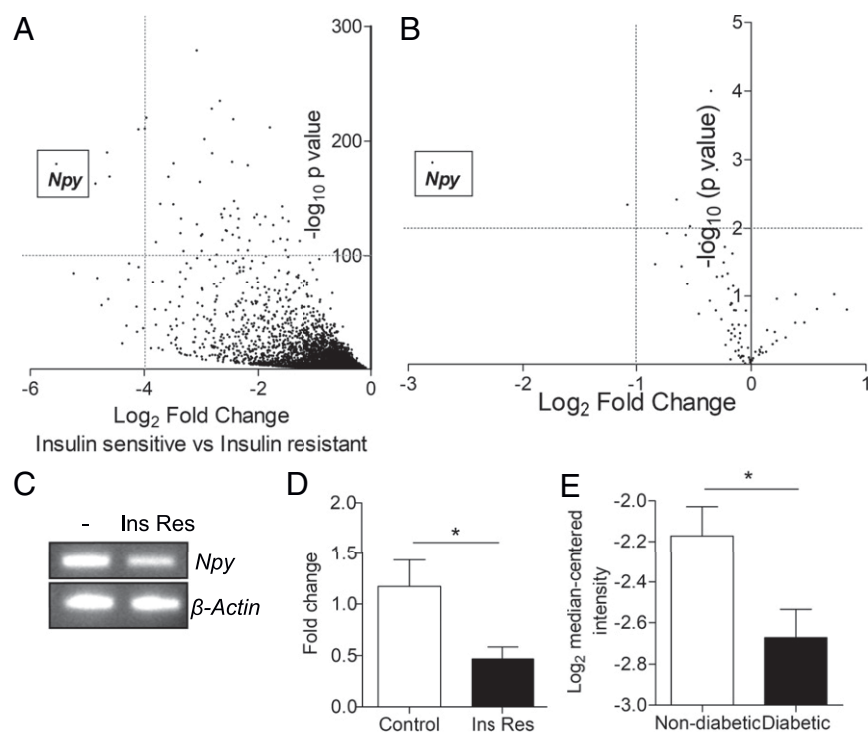 A
300
200
100
-log10 p value
Npy
-6
-4
-2
0
Log2 Fold Change
Insulin sensitive vs Insulin resistant
B
5
4
3
2
1
-log10 (p value)
Npy
-3
-2
-1
0
1
Log2 Fold Change
C
- Ins Res
Npy
β-Actin
D
2.0
1.5
1.0
0.5
0.0
Fold change
*
Control
Ins Res
E
-2.0
-2.2
-2.4
-2.6
-2.8
-3.0
Log2 median-centered
intensity
*
Non-diabetic
Diabetic